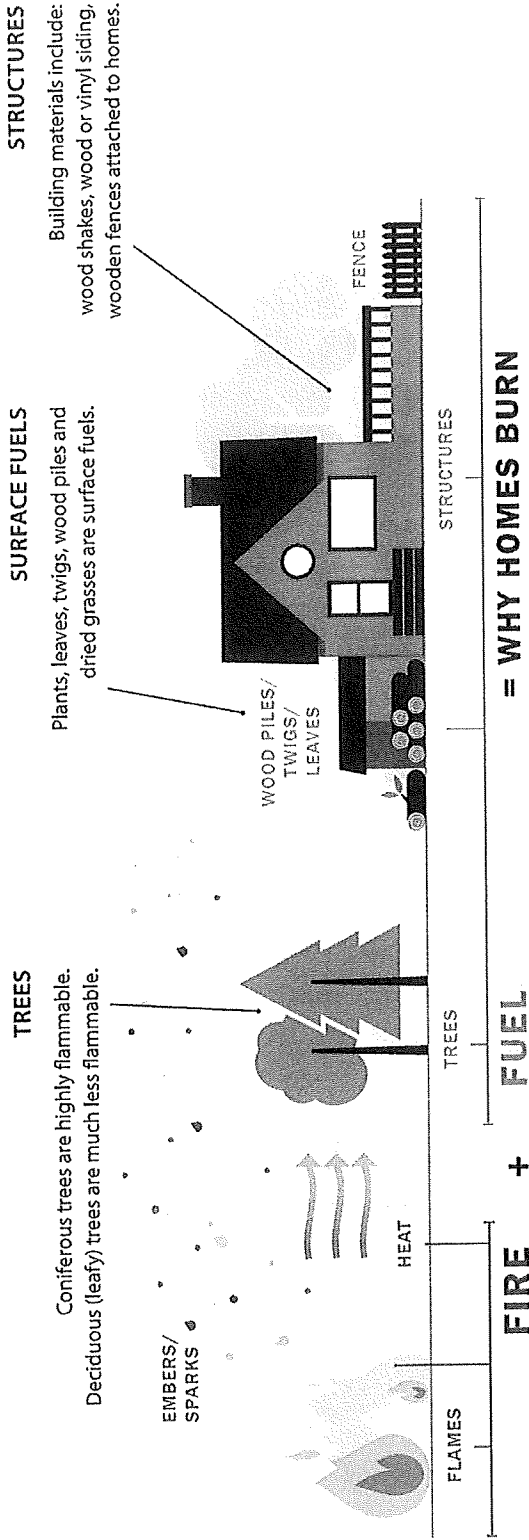 TREES
Coniferous trees are highly flammable.
Deciduous (leafy) trees are much less flammable.
SURFACE FUELS
Plants, leaves, twigs, wood piles and
dried grasses are surface fuels.
STRUCTURES
Building materials include:
wood shakes, wood or vinyl siding,
wooden fences attached to homes.
EMBERS/
SPARKS
WOOD PILES/
TWIGS/
LEAVES
FENCE
FLAMES
HEAT
TREES
STRUCTURES
FIRE + FUEL = WHY HOMES BURN